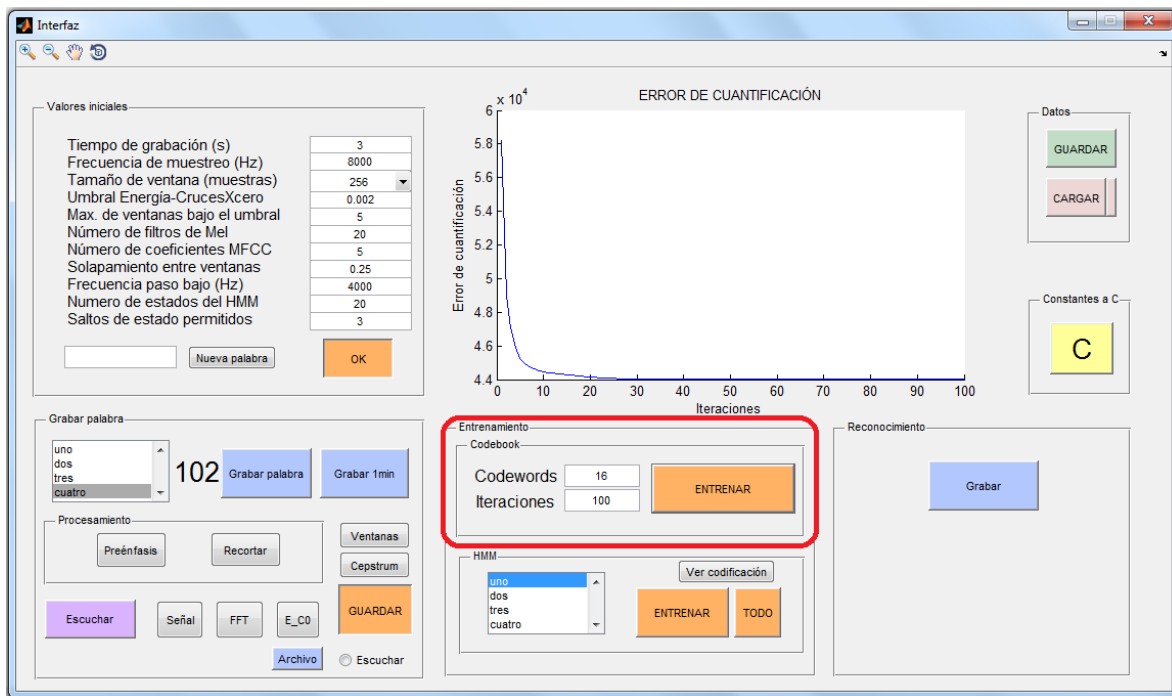 Interfaz
Valores iniciales
Tiempo de grabación (s) 3
Frecuencia de muestreo (Hz) 8000
Tamaño de ventana (muestras) 256
Umbral Energía-CrucesXcero 0.002
Max. de ventanas bajo el umbral 5
Número de filtros de Mel 20
Número de coeficientes MFCC 5
Solapamiento entre ventanas 0.25
Frecuencia paso bajo (Hz) 4000
Numero de estados del HMM 20
Saltos de estado permitidos 3
Nueva palabra
OK
x 10^4
ERROR DE CUANTIFICACIÓN
6
5.8
5.6
5.4
5.2
5
4.8
4.6
4.4
Error de cuantificación
0 10 20 30 40 50 60 70 80 90 100
Iteraciones
Datos
GUARDAR
CARGAR
Constantes a C
C
Grabar palabra
uno
dos
tres
cuatro
102
Grabar palabra
Grabar 1min
Procesamiento
Preénfasis
Recortar
Ventanas
Cepstrum
Escuchar
Señal
FFT
E_C0
GUARDAR
Archivo
Escuchar
Entrenamiento
Codebook
Codewords 16
Iteraciones 100
ENTRENAR
HMM
uno
dos
tres
cuatro
Ver codificación
ENTRENAR
TODO
Reconocimiento
Grabar